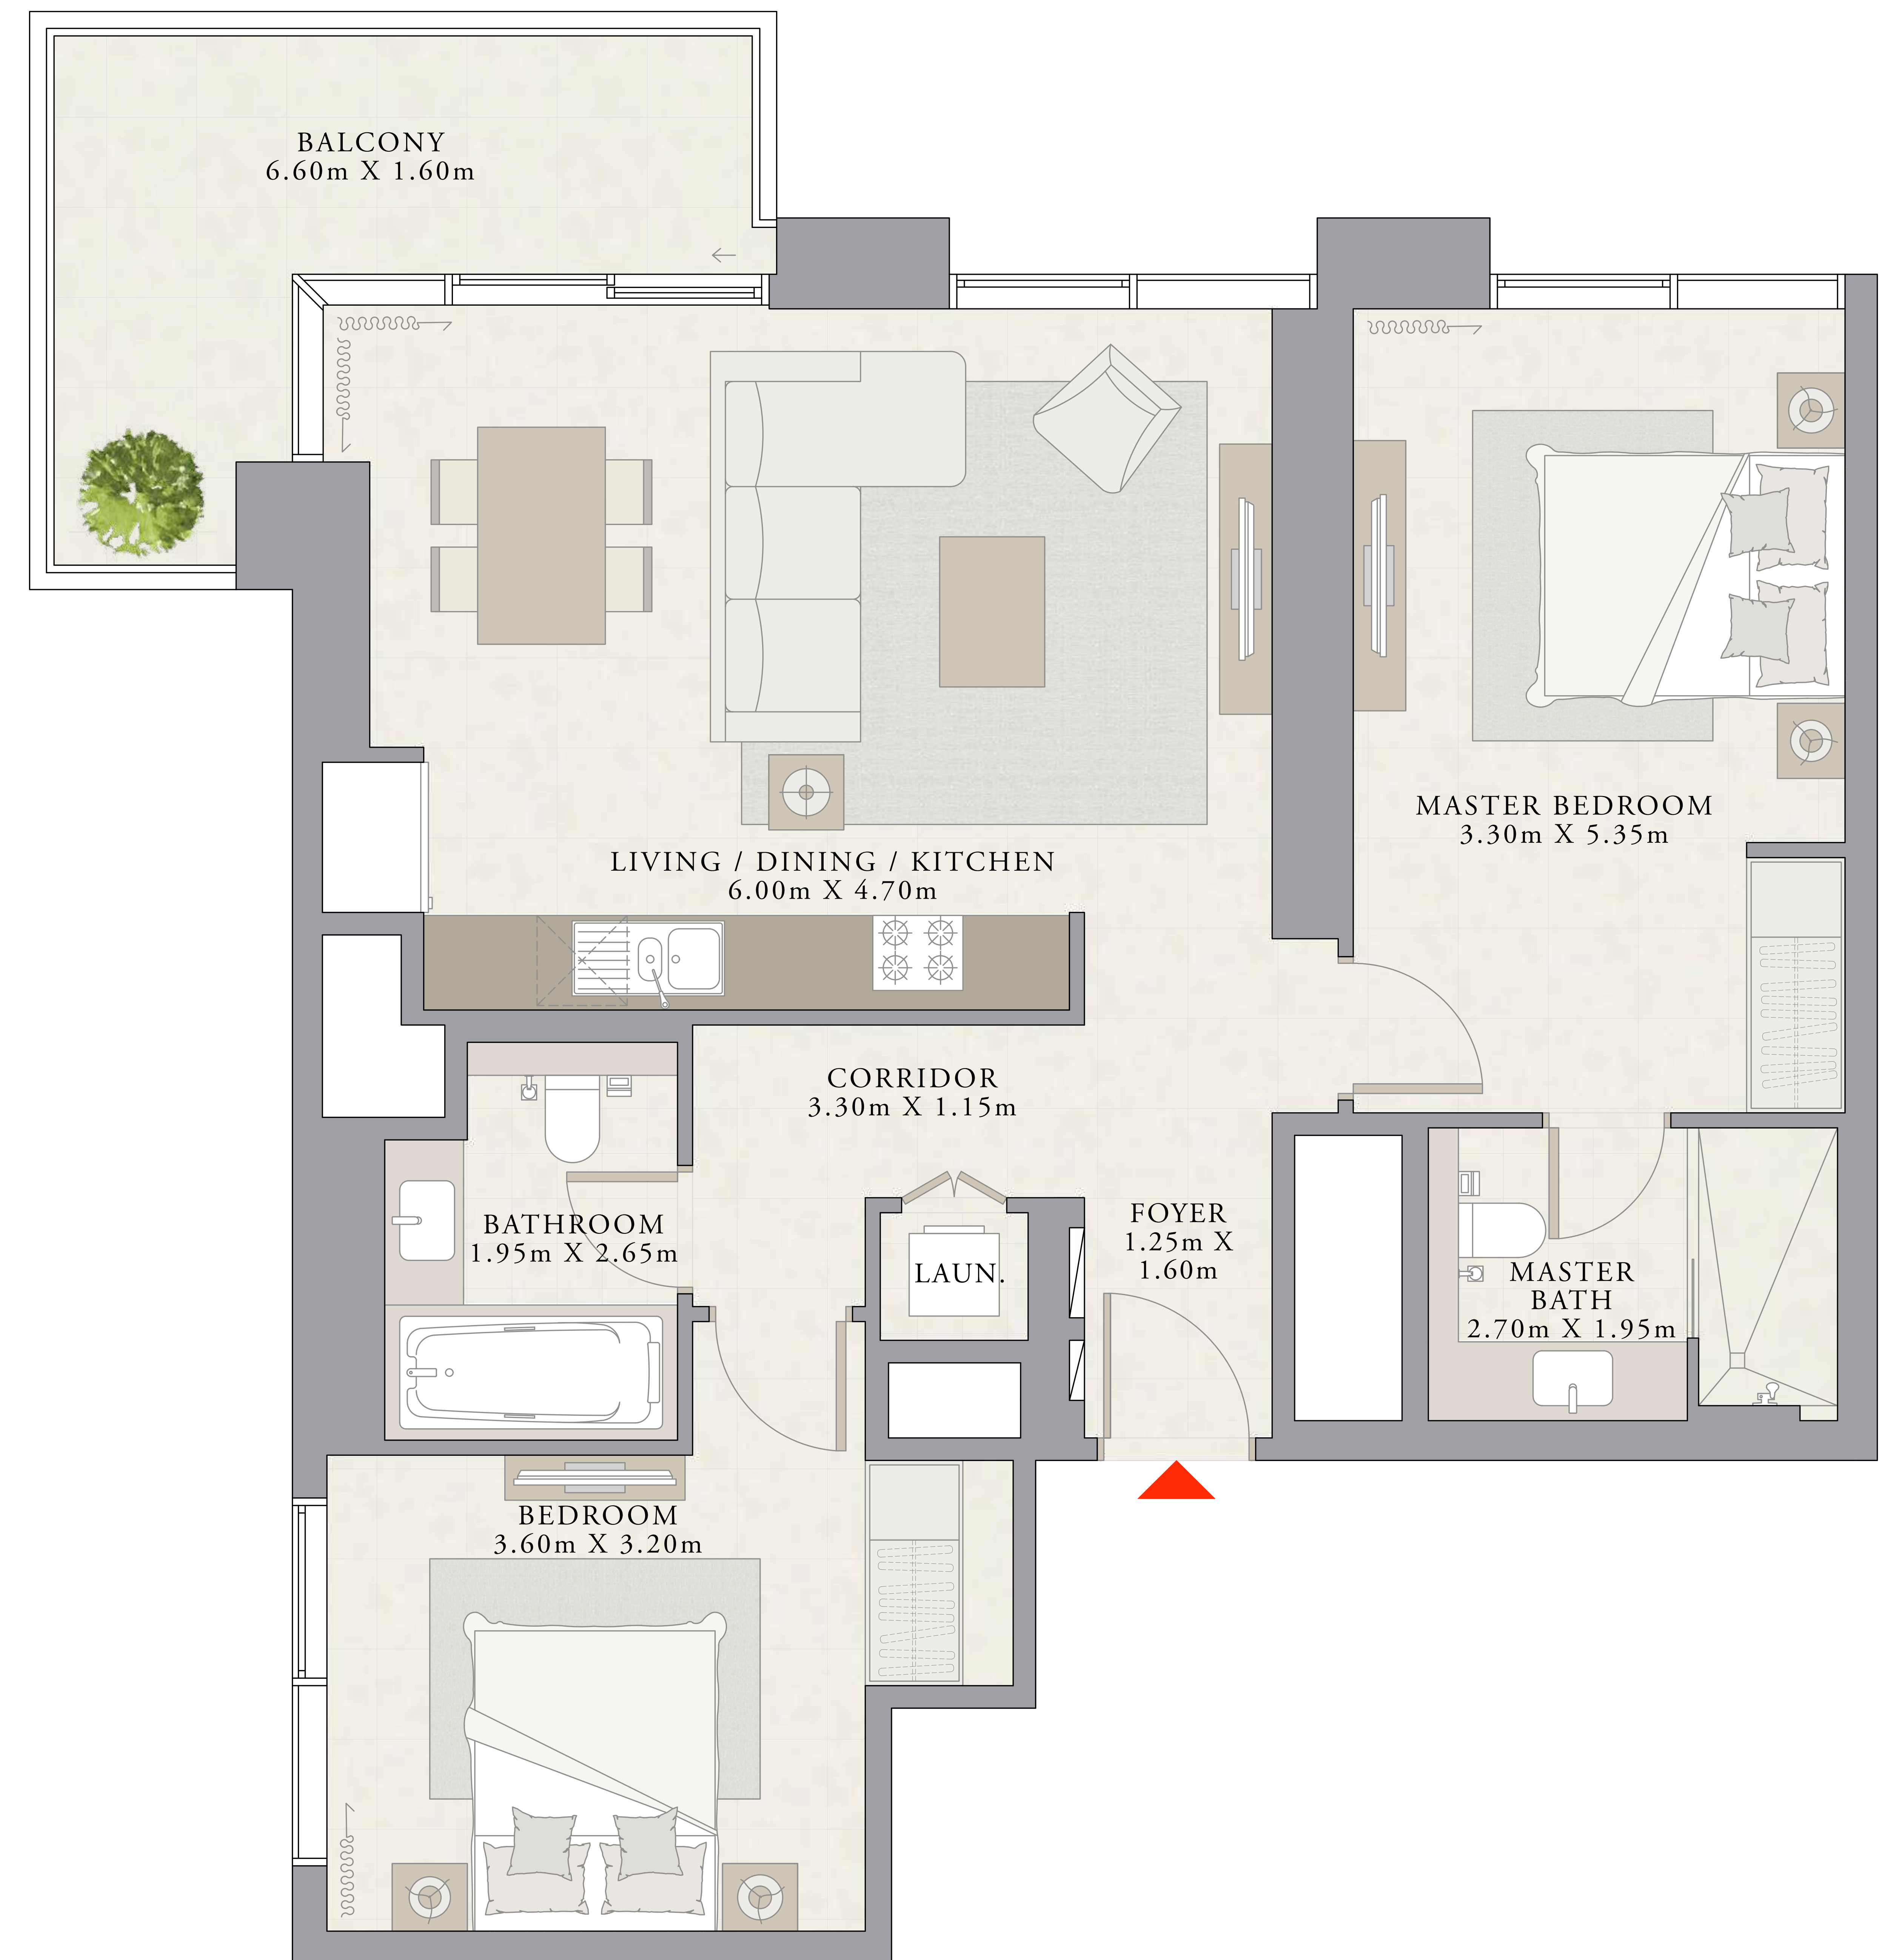 BALCONY
6.60m X 1.60m
MASTER BEDROOM
3.30m X 5.35m
LIVING / DINING / KITCHEN
6.00m X 4.70m
CORRIDOR
3.30m X 1.15m
BATHROOM
1.95m X 2.65m
FOYER
1.25m X
1.60m
LAUN.
MASTER
BATH
2.70m X 1.95m
BEDROOM
3.60m X 3.20m